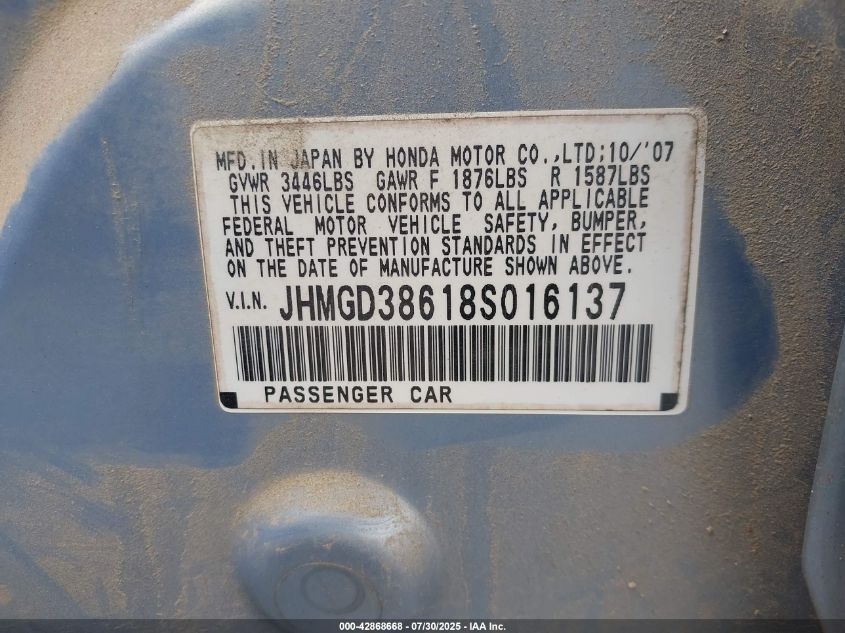 MFD.IN JAPAN BY HONDA MOTOR CO.,LTD;10/'07
GVWR 3446LBS GAWR F 1876LBS R 1587LBS
THIS VEHICLE CONFORMS TO ALL APPLICABLE
FEDERAL MOTOR VEHICLE SAFETY, BUMPER,
AND THEFT PREVENTION STANDARDS IN EFFECT
ON THE DATE OF MANUFACTURE SHOWN ABOVE.
V.I.N. JHMGD38618S016137
PASSENGER CAR
000-42868668 - 07/30/2025 - IAA Inc.